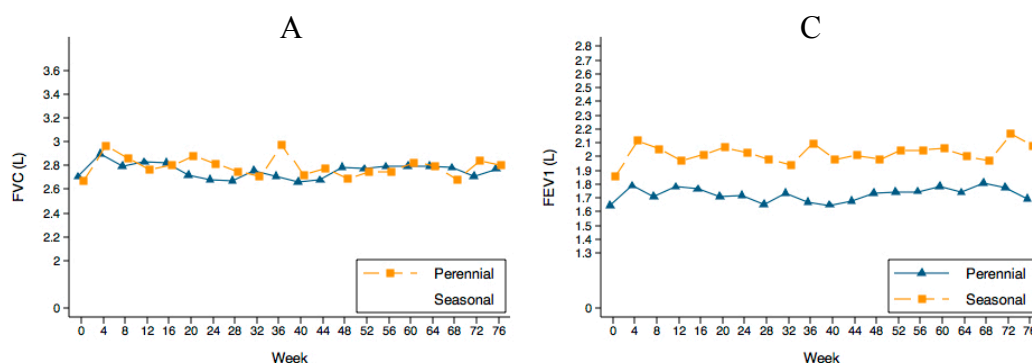 A
FVC (L)
3.6
3.4
3.2
3
2.8
2.6
2.4
2.2
2
0
0 4 8 12 16 20 24 28 32 36 40 44 48 52 56 60 64 68 72 76
Week
Perennial
Seasonal
C
FEV1 (L)
2.8
2.7
2.6
2.5
2.4
2.3
2.2
2.1
2
1.9
1.8
1.7
1.6
1.5
1.4
1.3
0
0 4 8 12 16 20 24 28 32 36 40 44 48 52 56 60 64 68 72 76
Week
Perennial
Seasonal